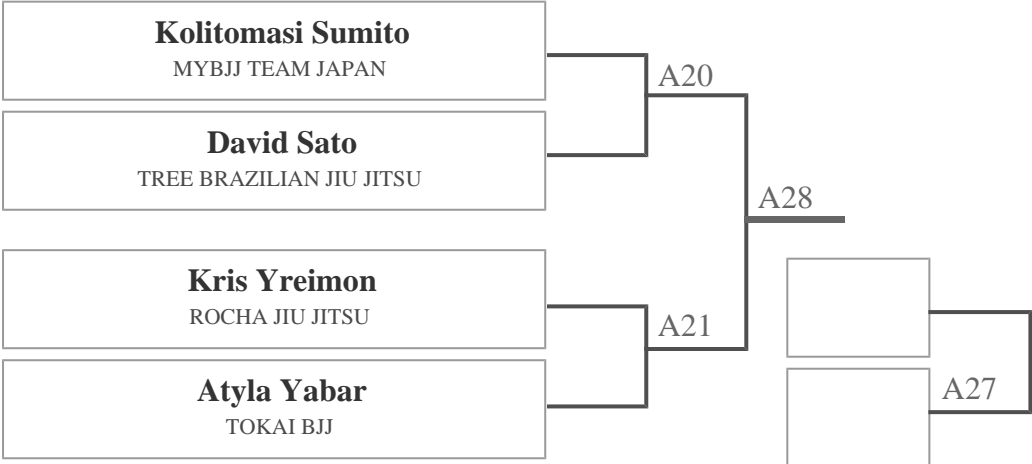 Kolitomasi Sumito
MYBJJ TEAM JAPAN
A20
David Sato
TREE BRAZILIAN JIU JITSU
A28
Kris Yreimon
ROCHA JIU JITSU
A21
Atyla Yabar
TOKAI BJJ
A27